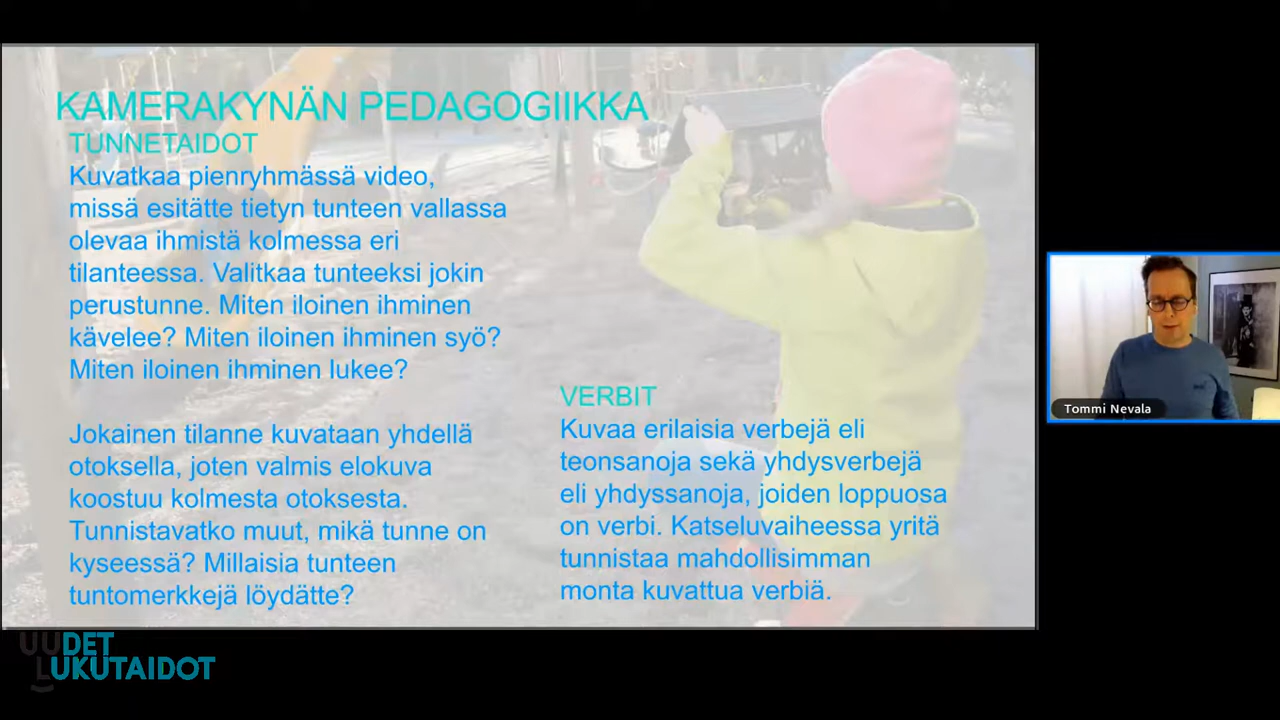 KAMERAKYNÄN PEDAGOGIIKKA
TUNNETAIDOT
Kuvatkaa pienryhmässä video,
missä esitätte tietyn tunteen vallassa
olevaa ihmistä kolmessa eri
tilanteessa. Valitkaa tunteeksi jokin
perustunne. Miten iloinen ihminen
kävelee? Miten iloinen ihminen syö?
Miten iloinen ihminen lukee?
Jokainen tilanne kuvataan yhdellä
otoksella, joten valmis elokuva
koostuu kolmesta otoksesta.
Tunnistavatko muut, mikä tunne on
kyseessä? Millaisia tunteen
tuntomerkkejä löydätte?
VERBIT
Kuvaa erilaisia verbejä eli
teonsanoja sekä yhdysverbejä
eli yhdyssanoja, joiden loppuosa
on verbi. Katseluvaiheessa yritä
tunnistaa mahdollisimman
monta kuvattua verbiä.
Tommi Nevala
UUDET
LUKUTAIDOT